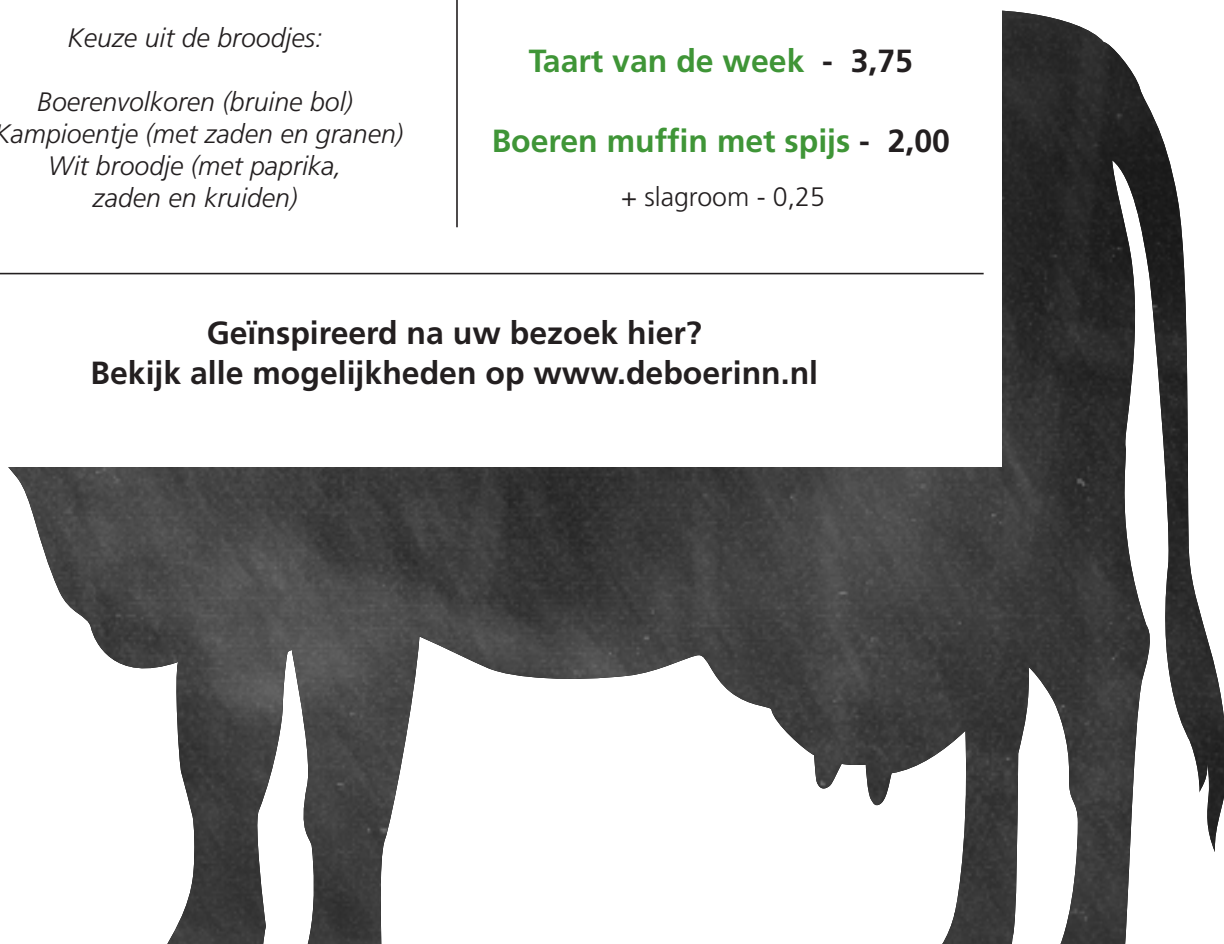 Keuze uit de broodjes:
Boerenvolkoren (bruine bol)
Kampioentje (met zaden en granen)
Wit broodje (met paprika,
zaden en kruiden)
Taart van de week - 3,75
Boeren muffin met spijs - 2,00
+ slagroom - 0,25
Geïnspireerd na uw bezoek hier?
Bekijk alle mogelijkheden op www.deboerinn.nl